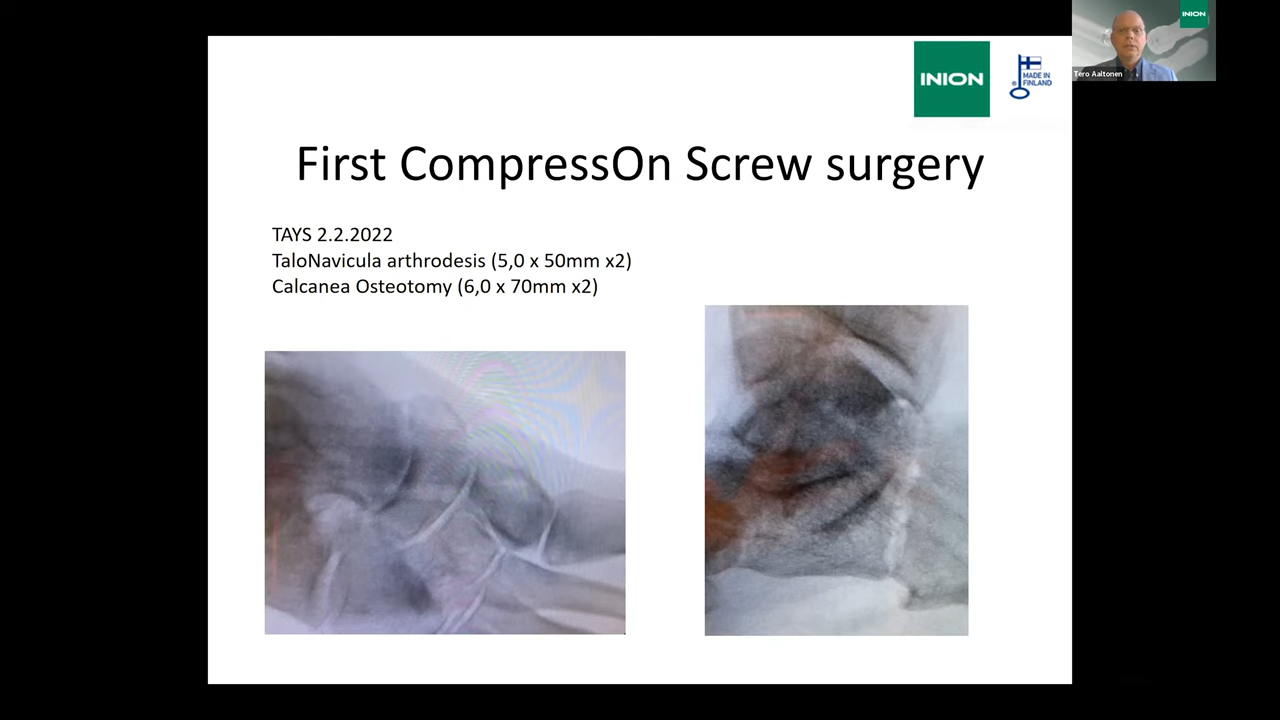 INION
MADE IN
FINLAND
INION
Tero Aaltonen
First CompressOn Screw surgery
TAYS 2.2.2022
TaloNavicula arthrodesis (5,0 x 50mm x2)
Calcanea Osteotomy (6,0 x 70mm x2)